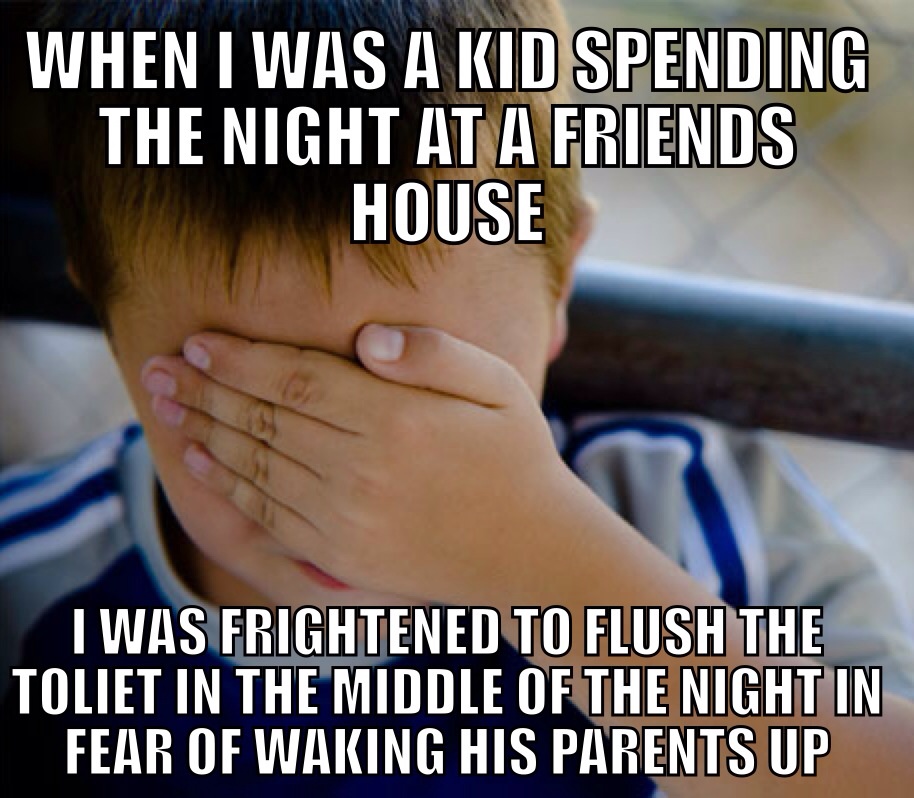 WHEN I WAS A KID SPENDING
THE NIGHT AT A FRIENDS
HOUSE
I WAS FRIGHTENED TO FLUSH THE
TOLIET IN THE MIDDLE OF THE NIGHT IN
FEAR OF WAKING HIS PARENTS UP